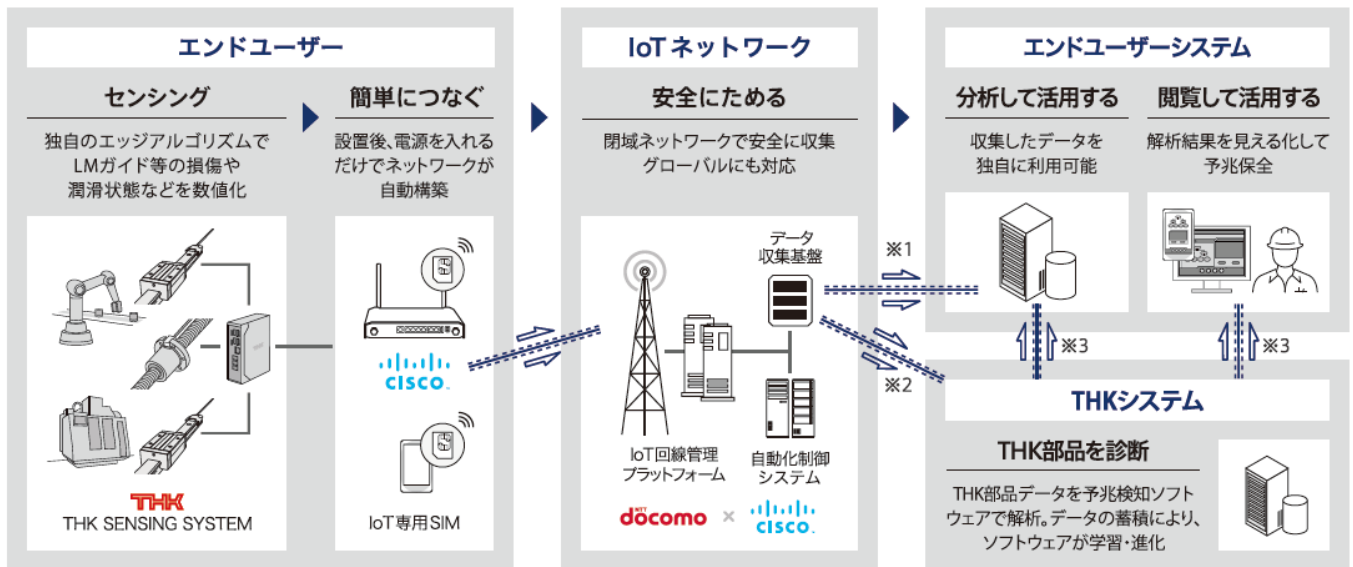 エンドユーザー
センシング
独自のエッジアルゴリズムで
LMガイド等の損傷や
潤滑状態などを数値化
THK
THK SENSING SYSTEM
簡単につなぐ
設置後、電源を入れる
だけでネットワークが
自動構築
CISCO
IoT専用SIM
IoTネットワーク
安全にためる
閉域ネットワークで安全に収集
グローバルにも対応
データ
収集基盤
IoT回線管理
プラットフォーム
自動化制御
システム
NTT
döcomo
×
CISCO
※1
※2
エンドユーザーシステム
分析して活用する
収集したデータを
独自に利用可能
閲覧して活用する
解析結果を見える化して
予兆保全
※3
※3
THKシステム
THK部品を診断
THK部品データを予兆検知ソフト
ウェアで解析。データの蓄積により、
ソフトウェアが学習・進化